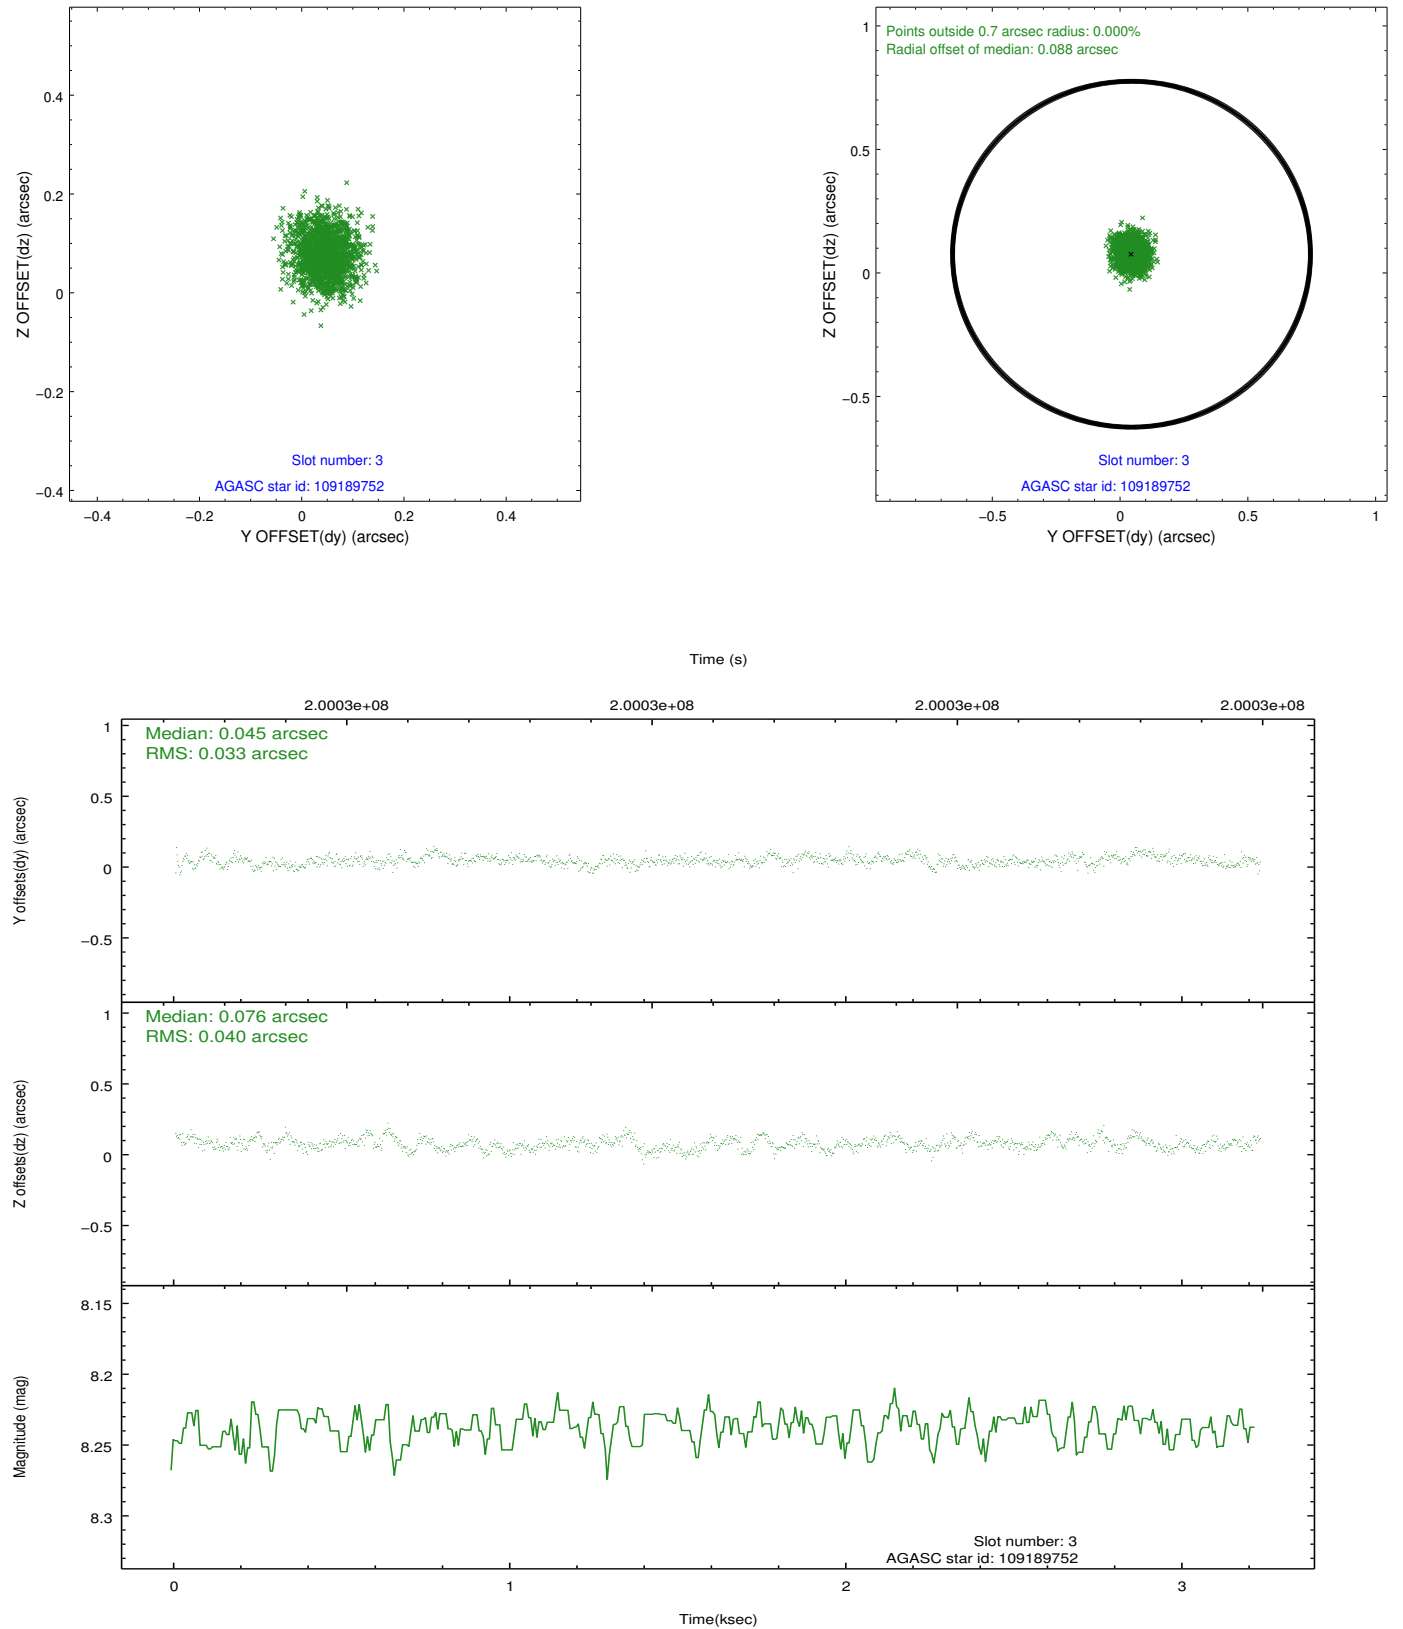 Points outside 0.7 arcsec radius: 0.000%
Radial offset of median: 0.088 arcsec
0.4
0.2
0
−0.2
−0.4
Z OFFSET(dz) (arcsec)
Slot number: 3
AGASC star id: 109189752
−0.4 −0.2 0 0.2 0.4
Y OFFSET(dy) (arcsec)
1
0.5
0
−0.5
Z OFFSET(dz) (arcsec)
Slot number: 3
AGASC star id: 109189752
−0.5 0 0.5 1
Y OFFSET(dy) (arcsec)
Time (s)
2.0003e+08 2.0003e+08 2.0003e+08 2.0003e+08
Median: 0.045 arcsec
RMS: 0.033 arcsec
1
0.5
0
−0.5
Y offsets(dy) (arcsec)
Median: 0.076 arcsec
RMS: 0.040 arcsec
1
0.5
0
−0.5
Z offsets(dz) (arcsec)
8.15
8.2
8.25
8.3
Magnitude (mag)
Slot number: 3
AGASC star id: 109189752
0 1 2 3
Time(ksec)